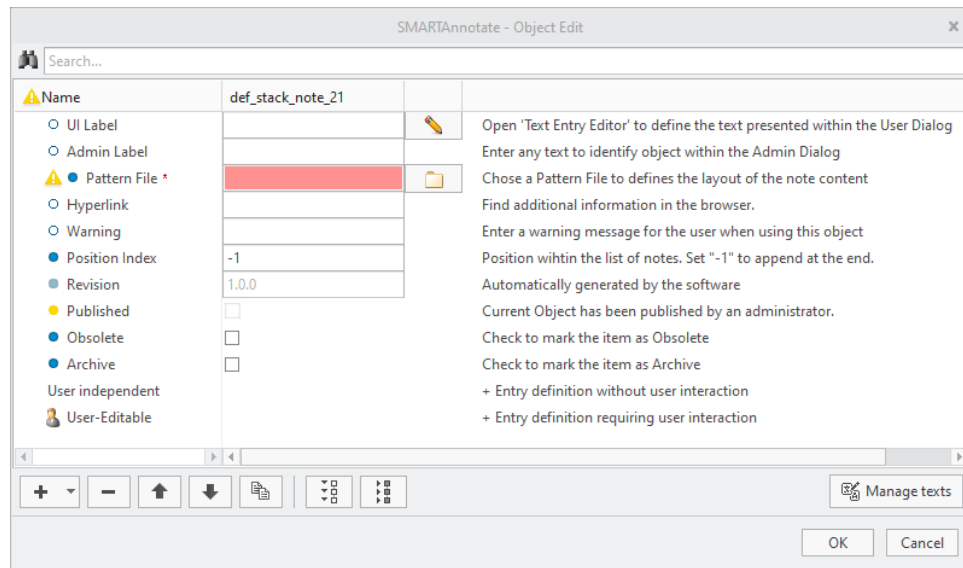 SMARTAnnotate - Object Edit
Search...
Name def_stack_note_21
UI Label Open 'Text Entry Editor' to define the text presented within the User Dialog
Admin Label Enter any text to identify object within the Admin Dialog
Pattern File * Chose a Pattern File to defines the layout of the note content
Hyperlink Find additional information in the browser.
Warning Enter a warning message for the user when using this object
Position Index -1 Position wihtin the list of notes. Set "-1" to append at the end.
Revision 1.0.0 Automatically generated by the software
Published Current Object has been published by an administrator.
Obsolete Check to mark the item as Obsolete
Archive Check to mark the item as Archive
User independent + Entry definition without user interaction
User-Editable + Entry definition requiring user interaction
Manage texts
OK Cancel